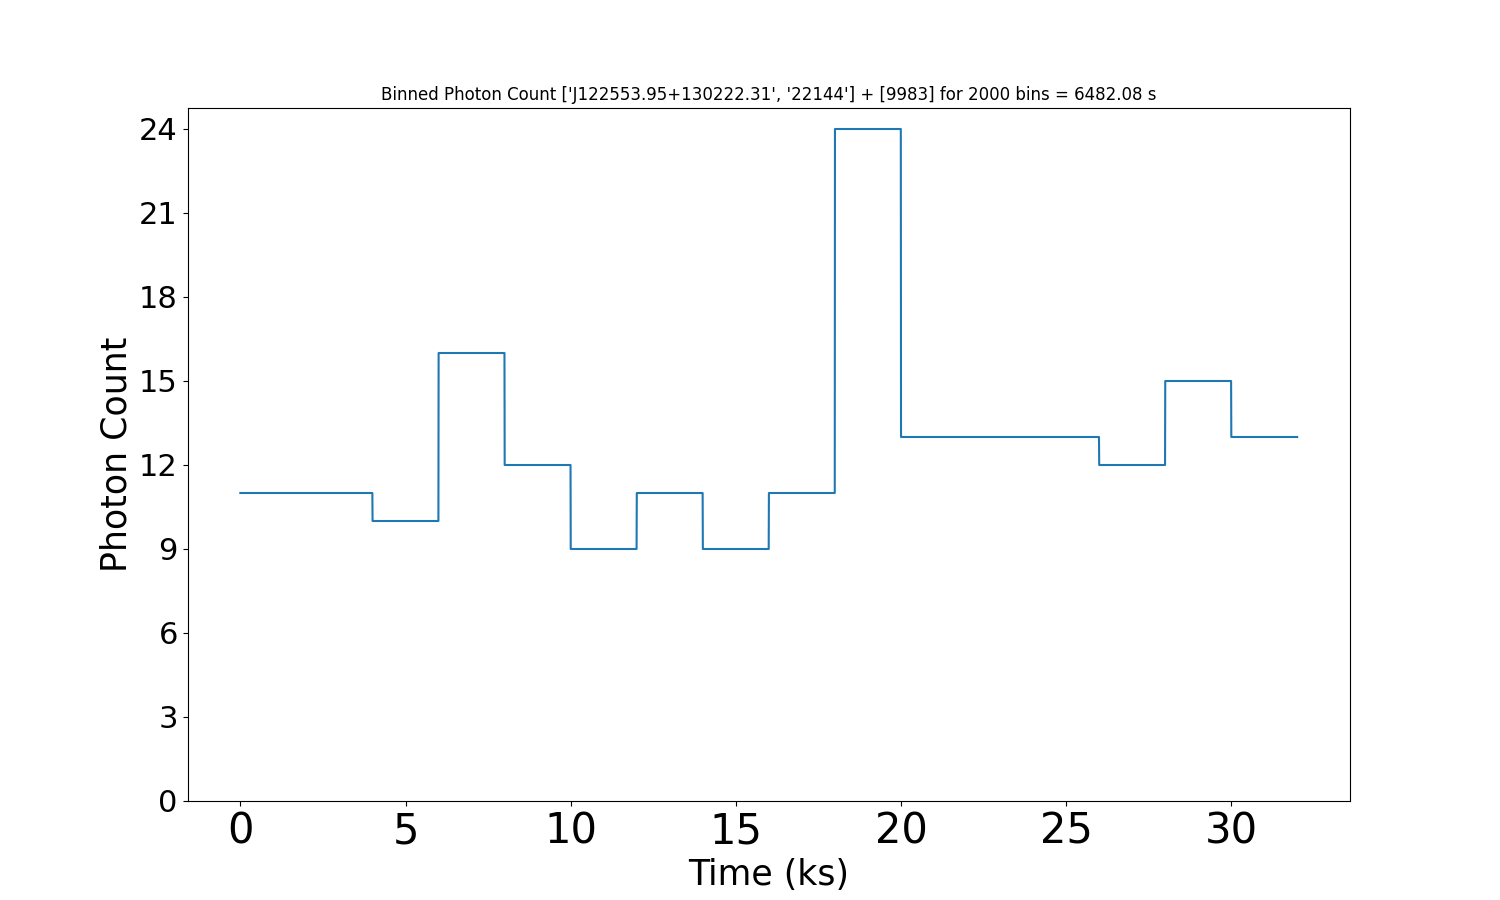 Binned Photon Count ['J122553.95+130222.31', '22144'] + [9983] for 2000 bins = 6482.08 s
24
21
18
15
12
9
6
3
0
Photon Count
0 5 10 15 20 25 30
Time (ks)